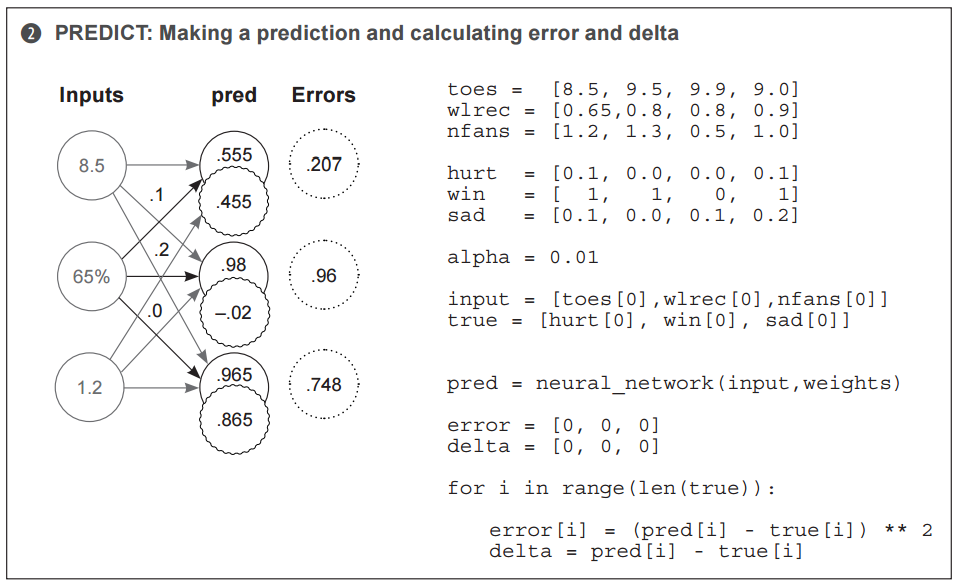 2 PREDICT: Making a prediction and calculating error and delta
Inputs pred Errors
8.5
65%
1.2
.1
.2
.0
.555
.455
.98
–.02
.965
.865
.207
.96
.748
toes = [8.5, 9.5, 9.9, 9.0]
wlrec = [0.65,0.8, 0.8, 0.9]
nfans = [1.2, 1.3, 0.5, 1.0]
hurt = [0.1, 0.0, 0.0, 0.1]
win = [ 1, 1, 0, 1]
sad = [0.1, 0.0, 0.1, 0.2]
alpha = 0.01
input = [toes[0],wlrec[0],nfans[0]]
true = [hurt[0], win[0], sad[0]]
pred = neural_network(input,weights)
error = [0, 0, 0]
delta = [0, 0, 0]
for i in range(len(true)):
error[i] = (pred[i] - true[i]) ** 2
delta = pred[i] - true[i]